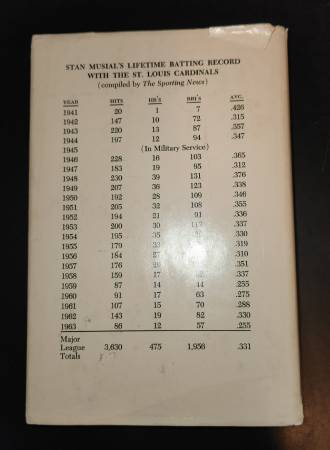 STAN MUSIAL'S LIFETIME BATTING RECORD
WITH THE ST. LOUIS CARDINALS
(compiled by The Sporting News)
YEAR HITS HR'S RBI'S AVG.
1941 20 1 7 .426
1942 147 10 72 .315
1943 220 13 87 .357
1944 197 12 94 .347
1945 (In Military Service)
1946 228 16 103 .365
1947 183 19 95 .312
1948 230 39 131 .376
1949 207 36 123 .338
1950 192 28 109 .346
1951 205 32 108 .355
1952 194 21 91 .336
1953 200 30 .337
1954 195 35 .330
1955 179 33 .319
1956 184 27 .310
1957 176 .351
1958 159 17 .337
1959 87 14 44 .255
1960 91 17 63 .275
1961 107 15 70 .288
1962 143 19 82 .330
1963 86 12 57 .255
Major
League 3,630 475 1,956 .331
Totals